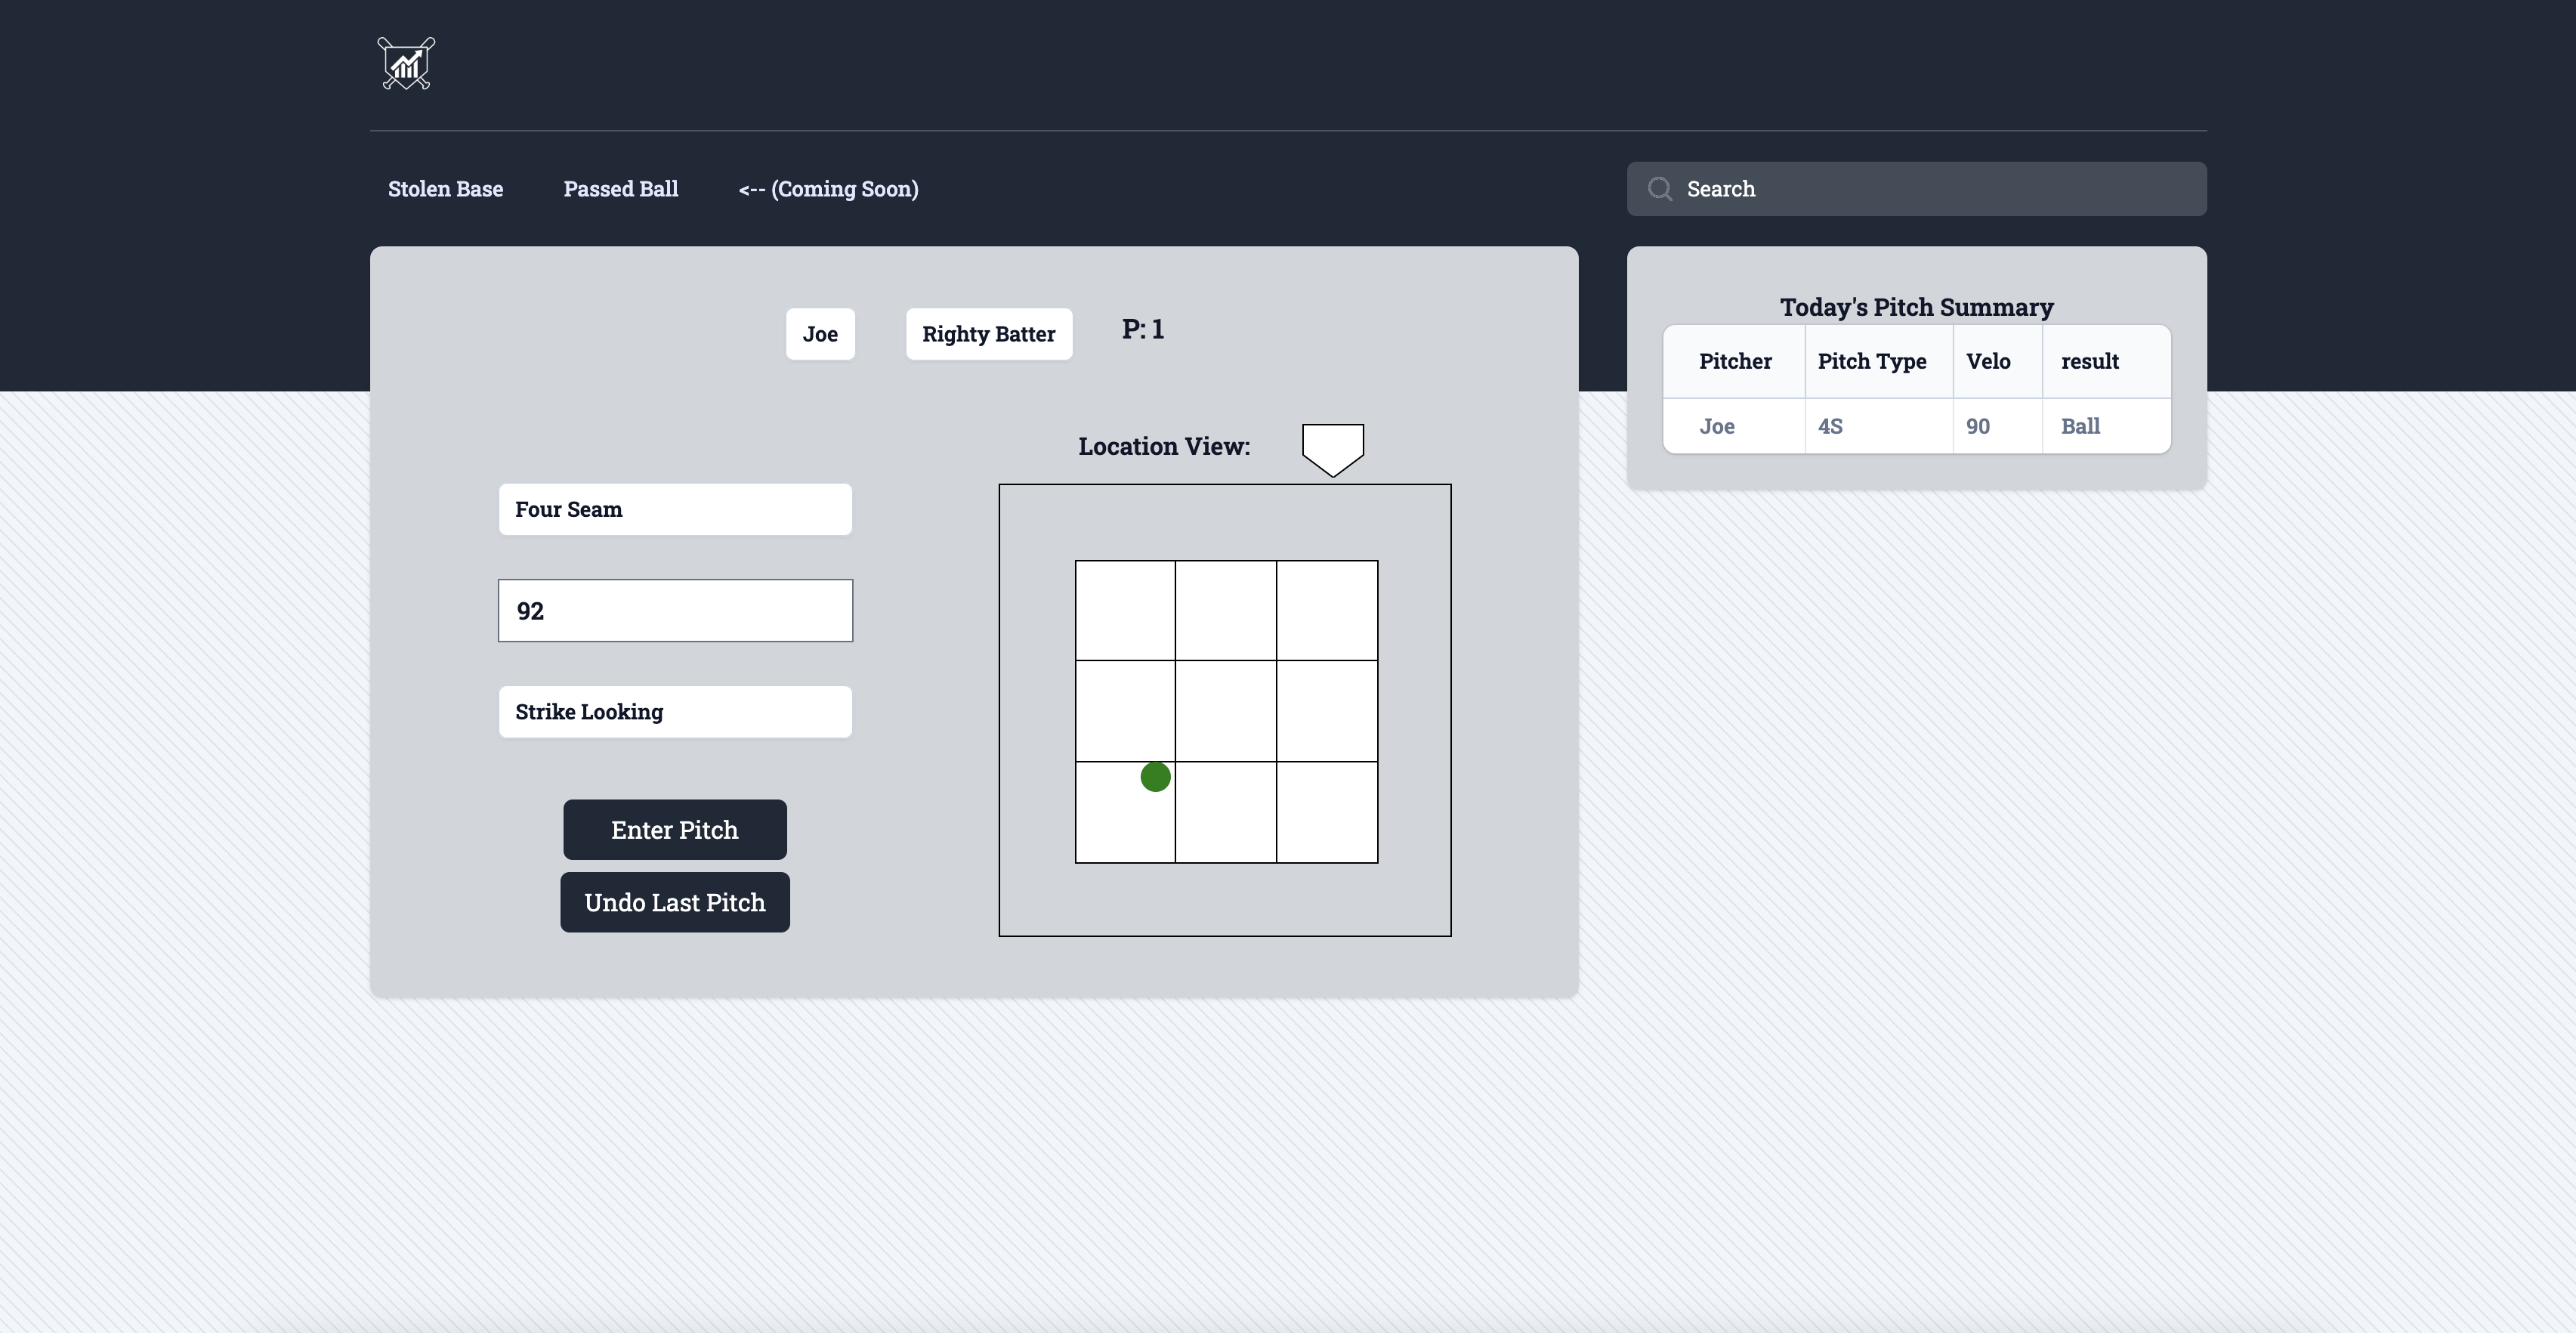 Stolen Base Passed Ball <-- (Coming Soon)
Search
Joe Righty Batter P: 1
Location View:
Four Seam
92
Strike Looking
Enter Pitch
Undo Last Pitch
Today's Pitch Summary
Pitcher Pitch Type Velo result
Joe 4S 90 Ball